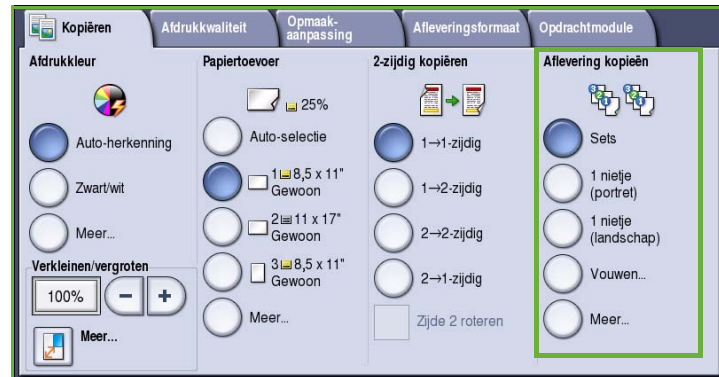 Kopiëren
Afdrukkwaliteit
Opmaak-
aanpassing
Afleveringsformaat
Opdrachtmodule
Afdrukkleur
Auto-herkenning
Zwart/wit
Meer...
Verkleinen/vergroten
100%
−
+
Meer...
Papiertoevoer
25%
Auto-selectie
1 8,5 x 11"
Gewoon
2 11 x 17"
Gewoon
3 8,5 x 11"
Gewoon
Meer...
2-zijdig kopiëren
1→1-zijdig
1→2-zijdig
2→2-zijdig
2→1-zijdig
Zijde 2 roteren
Aflevering kopieën
Sets
1 nietje
(portret)
1 nietje
(landschap)
Vouwen...
Meer...